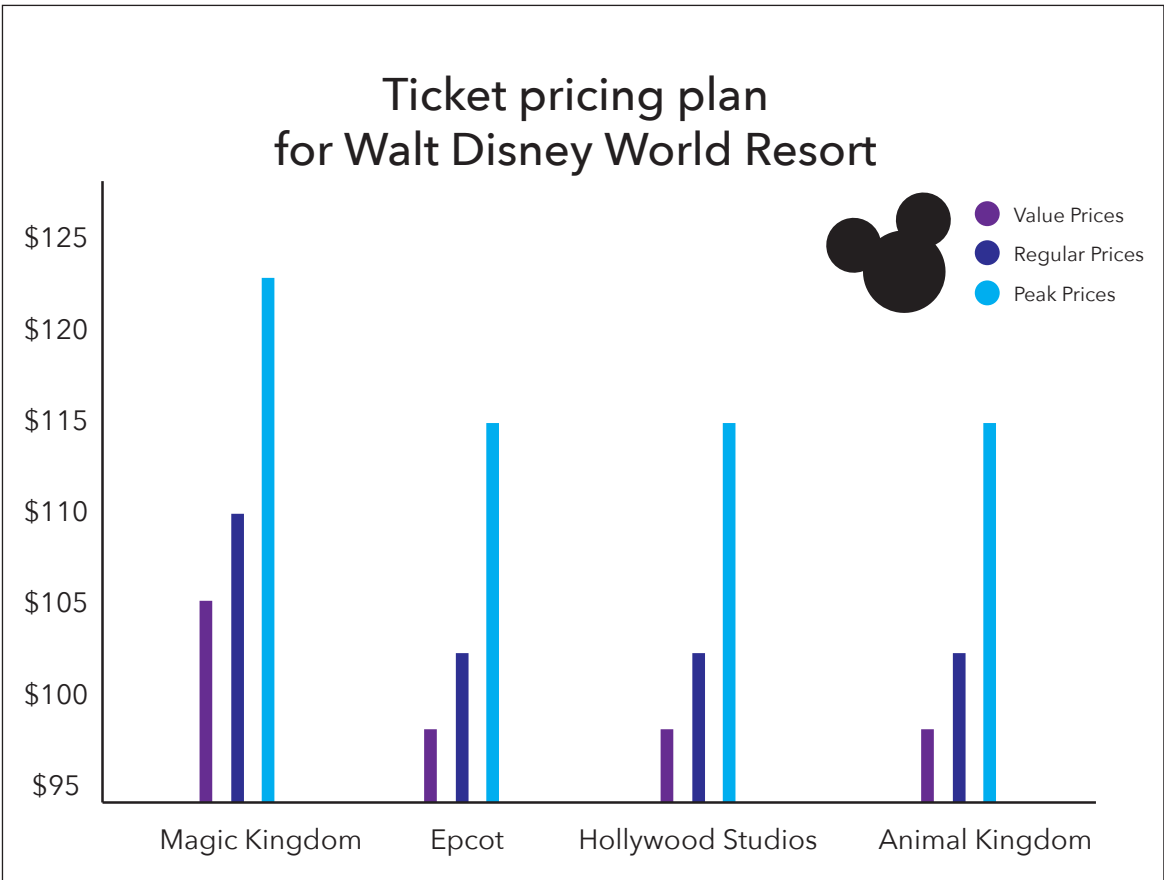 Ticket pricing plan
for Walt Disney World Resort
Value Prices
Regular Prices
Peak Prices
$125
$120
$115
$110
$105
$100
$95
Magic Kingdom
Epcot
Hollywood Studios
Animal Kingdom